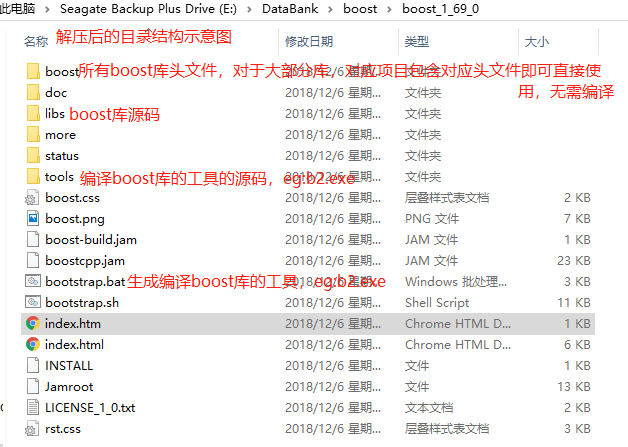 此电脑 › Seagate Backup Plus Drive (E:) › DataBank › boost › boost_1_69_0
名称 解压后的目录结构示意图 修改日期 类型 大小
boost 所有boost库头文件，对于大部分库，对应项目包含对应头文件即可直接使用，无需编译 2018/12/6 星期... 文件夹
doc 2018/12/6 星期... 文件夹
libs boost库源码 2018/12/6 星期... 文件夹
more 2018/12/6 星期... 文件夹
status 2018/12/6 星期... 文件夹
tools 编译boost库的工具的源码，eg:b2.exe 2018/12/6 星期... 文件夹
boost.css 2018/12/6 星期... 层叠样式表文档 2 KB
boost.png 2018/12/6 星期... PNG 文件 7 KB
boost-build.jam 2018/12/6 星期... JAM 文件 1 KB
boostcpp.jam 2018/12/6 星期... JAM 文件 23 KB
bootstrap.bat 生成编译boost库的工具，eg:b2.exe 2018/12/6 星期... Windows 批处理... 3 KB
bootstrap.sh 2018/12/6 星期... Shell Script 11 KB
index.htm 2018/12/6 星期... Chrome HTML D... 1 KB
index.html 2018/12/6 星期... Chrome HTML D... 6 KB
INSTALL 2018/12/6 星期... 文件 1 KB
Jamroot 2018/12/6 星期... 文件 13 KB
LICENSE_1_0.txt 2018/12/6 星期... 文本文档 2 KB
rst.css 2018/12/6 星期... 层叠样式表文档 3 KB